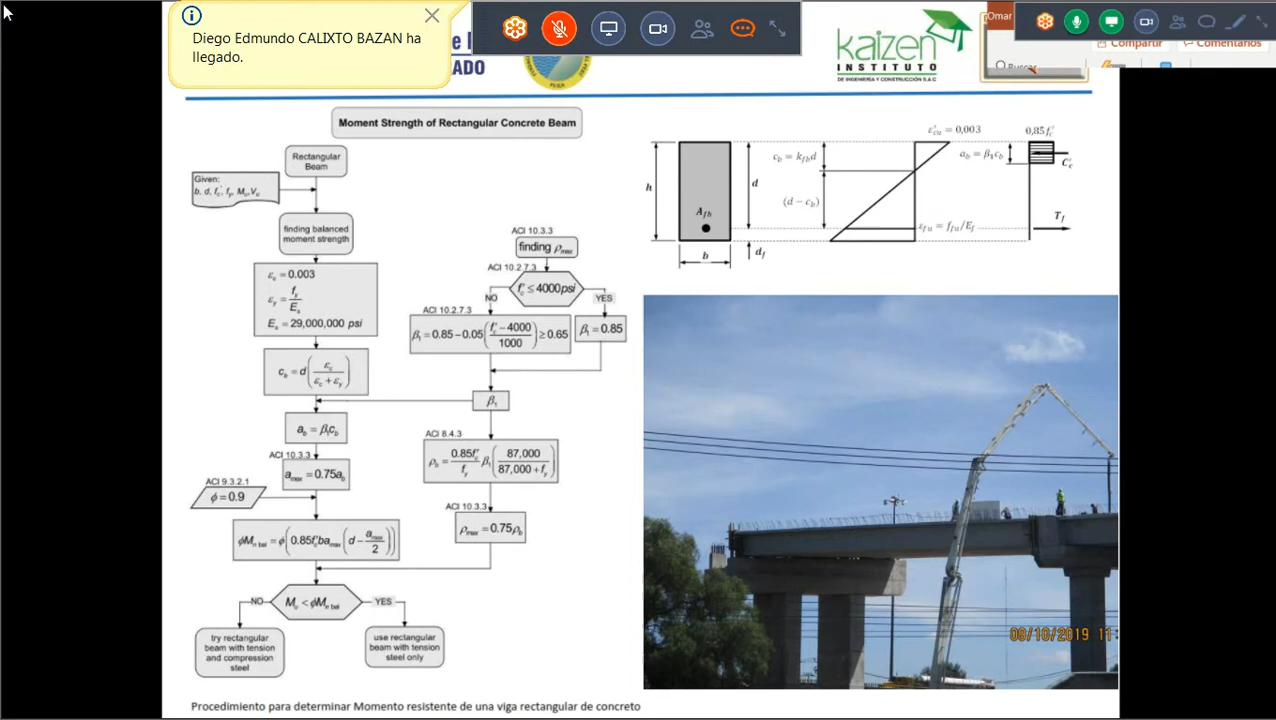 Diego Edmundo CALIXTO BAZAN ha
llegado.
kaizen
INSTITUTO
DE INGENIERÍA Y CONSTRUCCIÓN S.A.C
Omar
Compartir
Comentarios
Buscar
Moment Strength of Rectangular Concrete Beam
Rectangular
Beam
Given:
b, d, f'c, fy, Mu, Vu
finding balanced
moment strength
εc = 0.003
εy = fy/Es
Es = 29,000,000 psi
cb = d(εc/(εc + εy))
ab = β1cb
ACI 10.3.3
amax = 0.75ab
ACI 9.3.2.1
ϕ = 0.9
ϕMn bal = ϕ(0.85f'c b amax (d − amax/2))
Mu < ϕMn bal
NO
YES
try rectangular
beam with tension
and compression
steel
use rectangular
beam with tension
steel only
ACI 10.3.3
finding ρmax
ACI 10.2.7.3
f'c ≤ 4000 psi
NO
YES
ACI 10.2.7.3
β1 = 0.85 − 0.05((f'c − 4000)/1000) ≥ 0.65
β1 = 0.85
β1
ACI 8.4.3
ρb = (0.85f'c/fy) β1 (87,000/(87,000 + fy))
ACI 10.3.3
ρmax = 0.75ρb
ε'cu = 0,003
0,85f'c
cb = kfbd
ab = β1cb
C'c
h
d
(d − cb)
Afb
εfu = ffu/Ef
Tf
b
df
08/10/2019 11:
Procedimiento para determinar Momento resistente de una viga rectangular de concreto